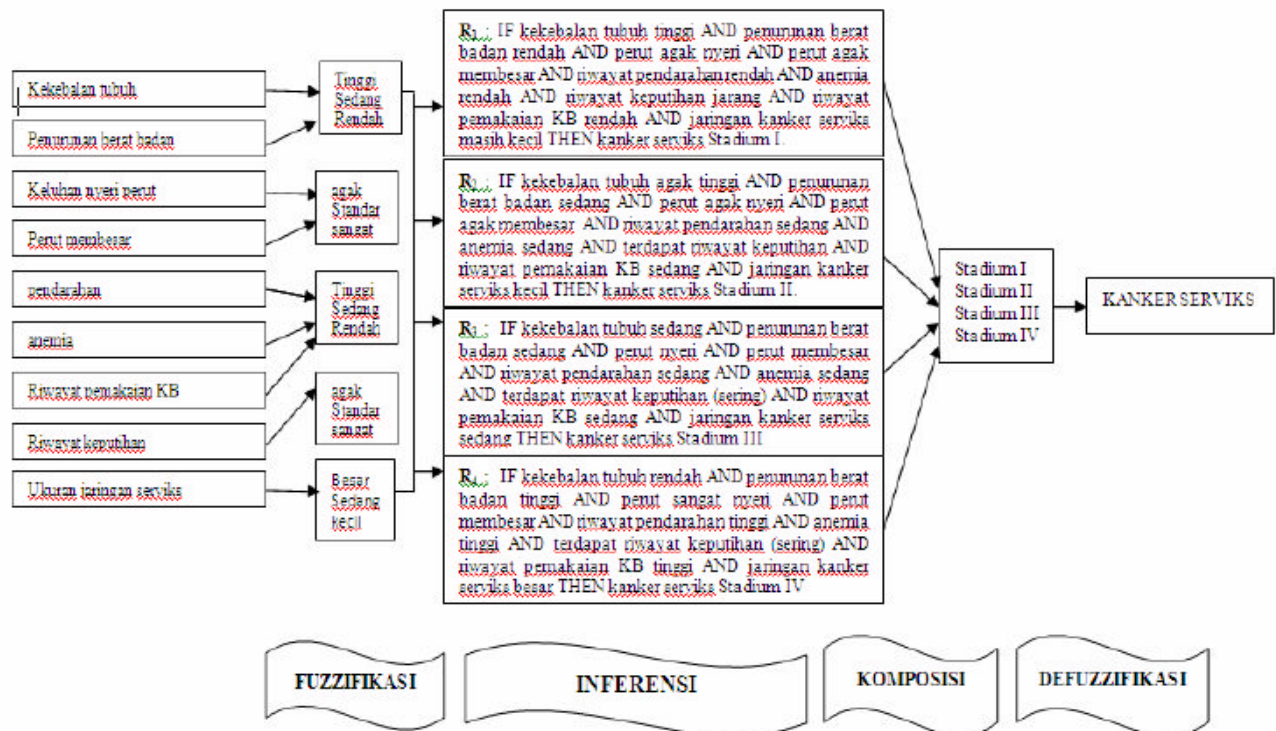 Kekebalan tubuh
Penurunan berat badan
Keluhan nyeri perut
Perut membesar
pendarahan
anemia
Riwayat pemakaian KB
Riwayat keputihan
Ukuran jaringan serviks
Tinggi
Sedang
Rendah
agak
Standar
sangat
Tinggi
Sedang
Rendah
agak
Standar
sangat
Besar
Sedang
kecil
: IF kekebalan tubuh tinggi AND penurunan berat
badan rendah AND perut agak nyeri AND perut agak
membesar AND riwayat pendarahan rendah AND anemia
rendah AND riwayat keputihan jarang AND riwayat
pemakaian KB rendah AND jaringan kanker serviks
masih kecil THEN kanker serviks Stadium I.
: IF kekebalan tubuh agak tinggi AND penurunan
berat badan sedang AND perut agak nyeri AND perut
agak membesar AND riwayat pendarahan sedang AND
anemia sedang AND terdapat riwayat keputihan AND
riwayat pemakaian KB sedang AND jaringan kanker
serviks kecil THEN kanker serviks Stadium II.
: IF kekebalan tubuh sedang AND penurunan berat
badan sedang AND perut nyeri AND perut membesar
AND riwayat pendarahan sedang AND anemia sedang
AND terdapat riwayat keputihan (sering) AND riwayat
pemakaian KB sedang AND jaringan kanker serviks
sedang THEN kanker serviks Stadium III
R4 : IF kekebalan tubuh rendah AND penurunan berat
badan tinggi AND perut sangat nyeri AND perut
membesar AND riwayat pendarahan tinggi AND anemia
tinggi AND terdapat riwayat keputihan (sering) AND
riwayat pemakaian KB tinggi AND jaringan kanker
serviks besar THEN kanker serviks Stadium IV
Stadium I
Stadium II
Stadium III
Stadium IV
KANKER SERVIKS
FUZZIFIKASI
INFERENSI
KOMPOSISI
DEFUZZIFIKASI